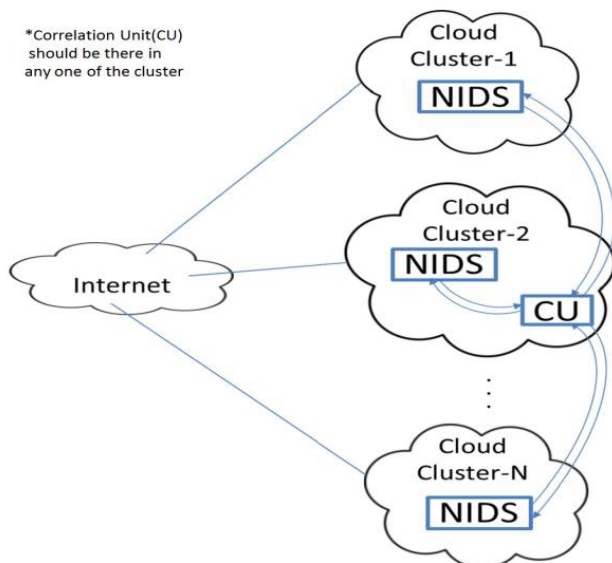 *Correlation Unit(CU)
should be there in
any one of the cluster
Cloud
Cluster-1
NIDS
Cloud
Cluster-2
NIDS
CU
Internet
Cloud
Cluster-N
NIDS